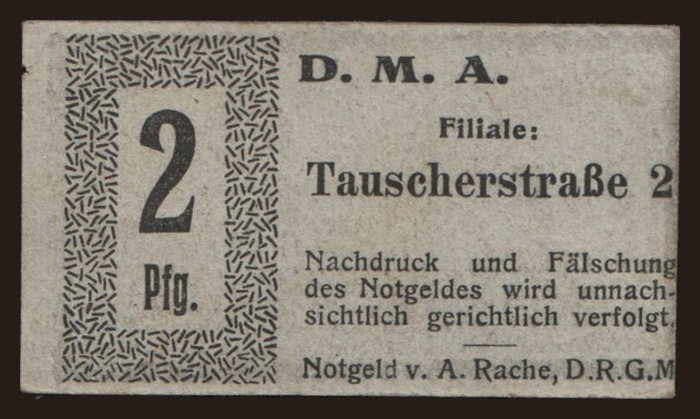 2
Pfg.
D. M. A.
Filiale:
Tauscherstraße 2
Nachdruck und Fälschung
des Notgeldes wird unnach-
sichtlich gerichtlich verfolgt.
Notgeld v. A. Rache, D.R.G.M